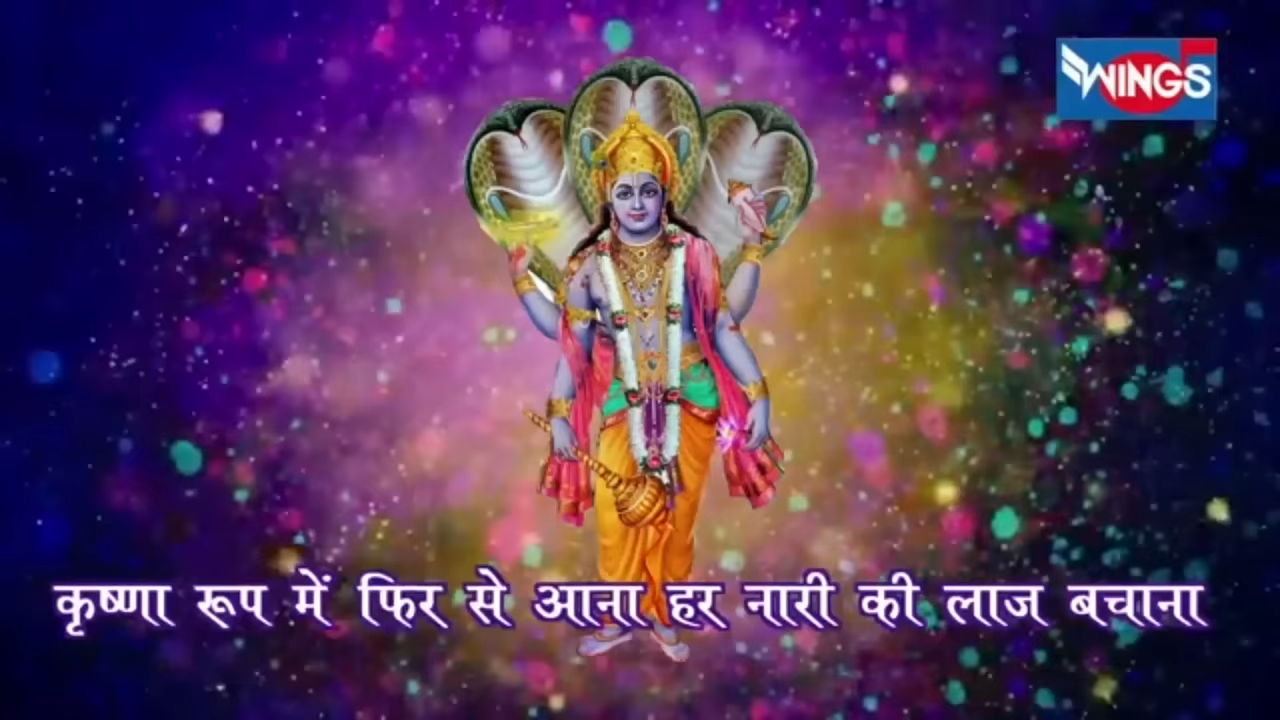 WINGS
कृष्णा रूप में फिर से आना हर नारी की लाज बचाना